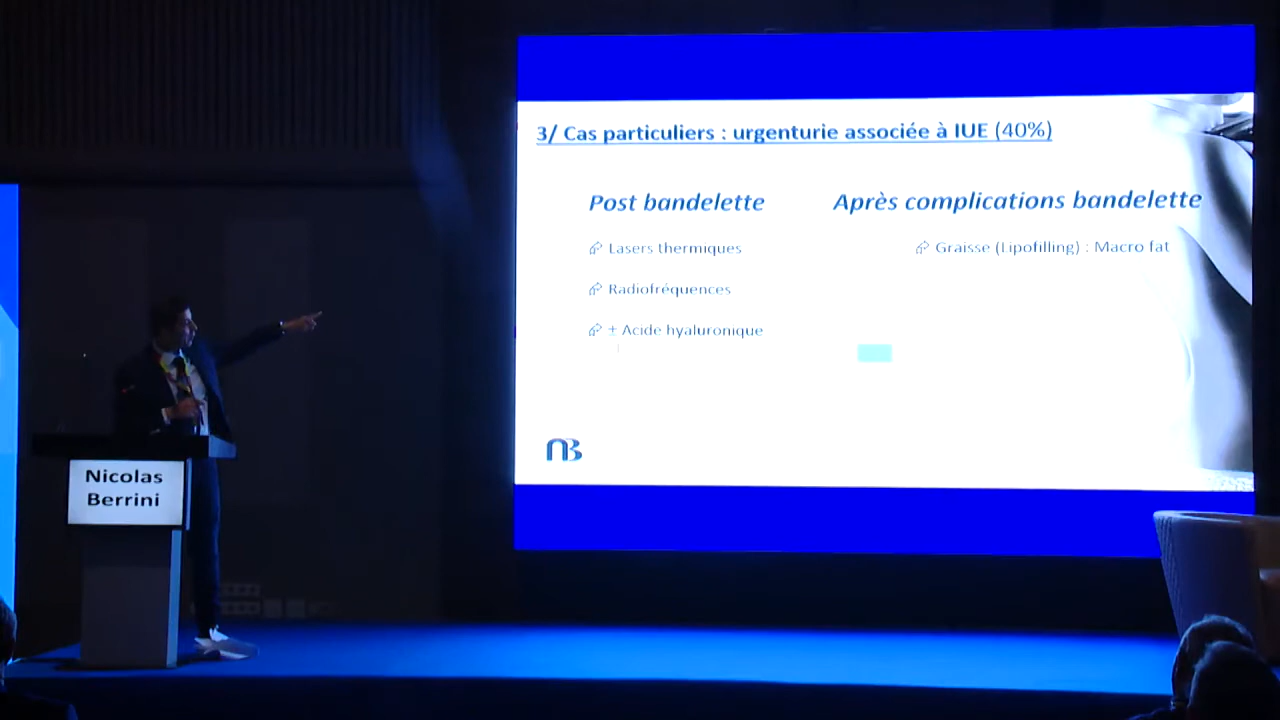 3/ Cas particuliers : urgenturie associée à IUE (40%)
Post bandelette
Lasers thermiques
Radiofréquences
± Acide hyaluronique
Après complications bandelette
Graisse (Lipofilling) : Macro fat
NB
Nicolas
Berrini